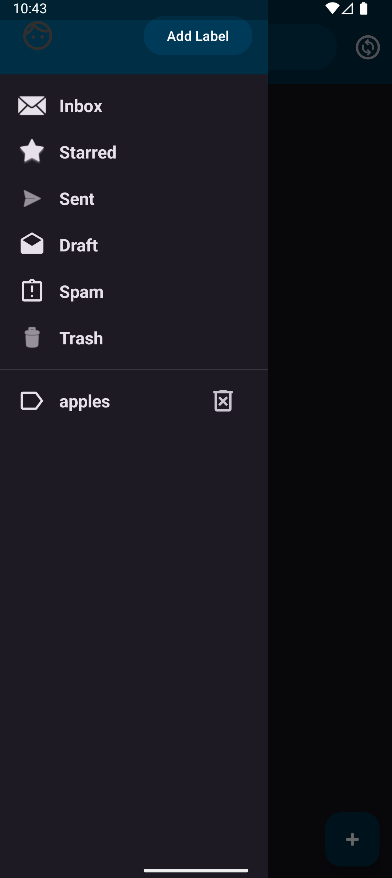 10:43
Add Label
Inbox
Starred
Sent
Draft
Spam
Trash
apples